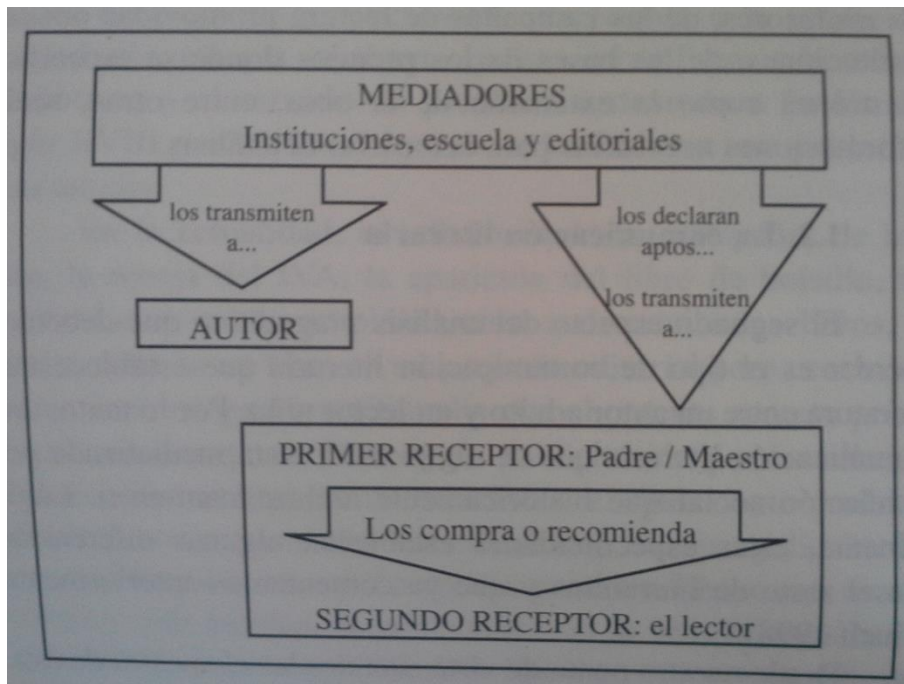 MEDIADORES
Instituciones, escuela y editoriales
los transmiten
a...
AUTOR
los declaran
aptos...
los transmiten
a...
PRIMER RECEPTOR: Padre / Maestro
Los compra o recomienda
SEGUNDO RECEPTOR: el lector